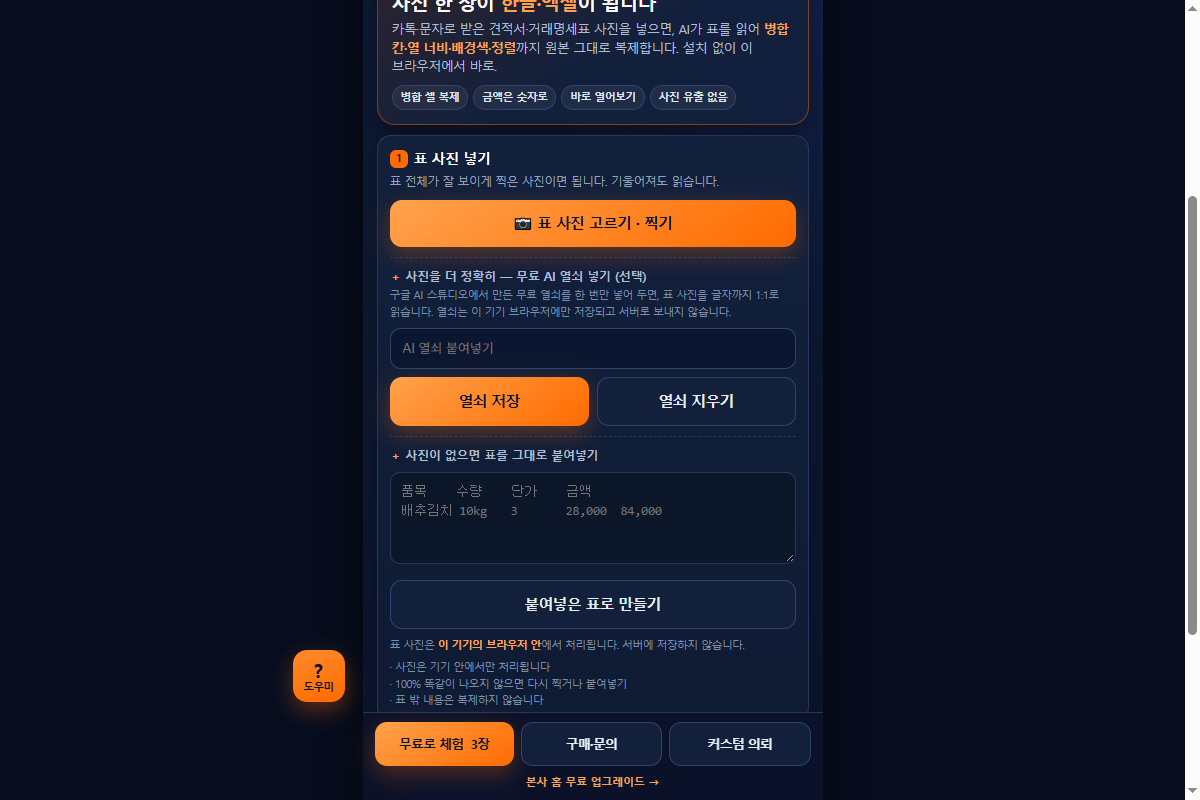 사진 한 장이 한글·엑셀이 됩니다
카톡·문자로 받은 견적서·거래명세표 사진을 넣으면, AI가 표를 읽어 병합
칸·열 너비·배경색·정렬까지 원본 그대로 복제합니다. 설치 없이 이
브라우저에서 바로.
병합 셀 복제 금액은 숫자로 바로 열어보기 사진 유출 없음
1 표 사진 넣기
표 전체가 잘 보이게 찍은 사진이면 됩니다. 기울어져도 읽습니다.
표 사진 고르기 · 찍기
+ 사진을 더 정확히 — 무료 AI 열쇠 넣기 (선택)
구글 AI 스튜디오에서 만든 무료 열쇠를 한 번만 넣어 두면, 표 사진을 글자까지 1:1로
읽습니다. 열쇠는 이 기기 브라우저에만 저장되고 서버로 보내지 않습니다.
AI 열쇠 붙여넣기
열쇠 저장 열쇠 지우기
+ 사진이 없으면 표를 그대로 붙여넣기
품목 수량 단가 금액
배추김치 10kg 3 28,000 84,000
붙여넣은 표로 만들기
표 사진은 이 기기의 브라우저 안에서 처리됩니다. 서버에 저장하지 않습니다.
· 사진은 기기 안에서만 처리됩니다
· 100% 똑같이 나오지 않으면 다시 찍거나 붙여넣기
· 표 밖 내용은 복제하지 않습니다
?
도우미
무료로 체험 3장 구매·문의 커스텀 의뢰
본사 홈 무료 업그레이드 →